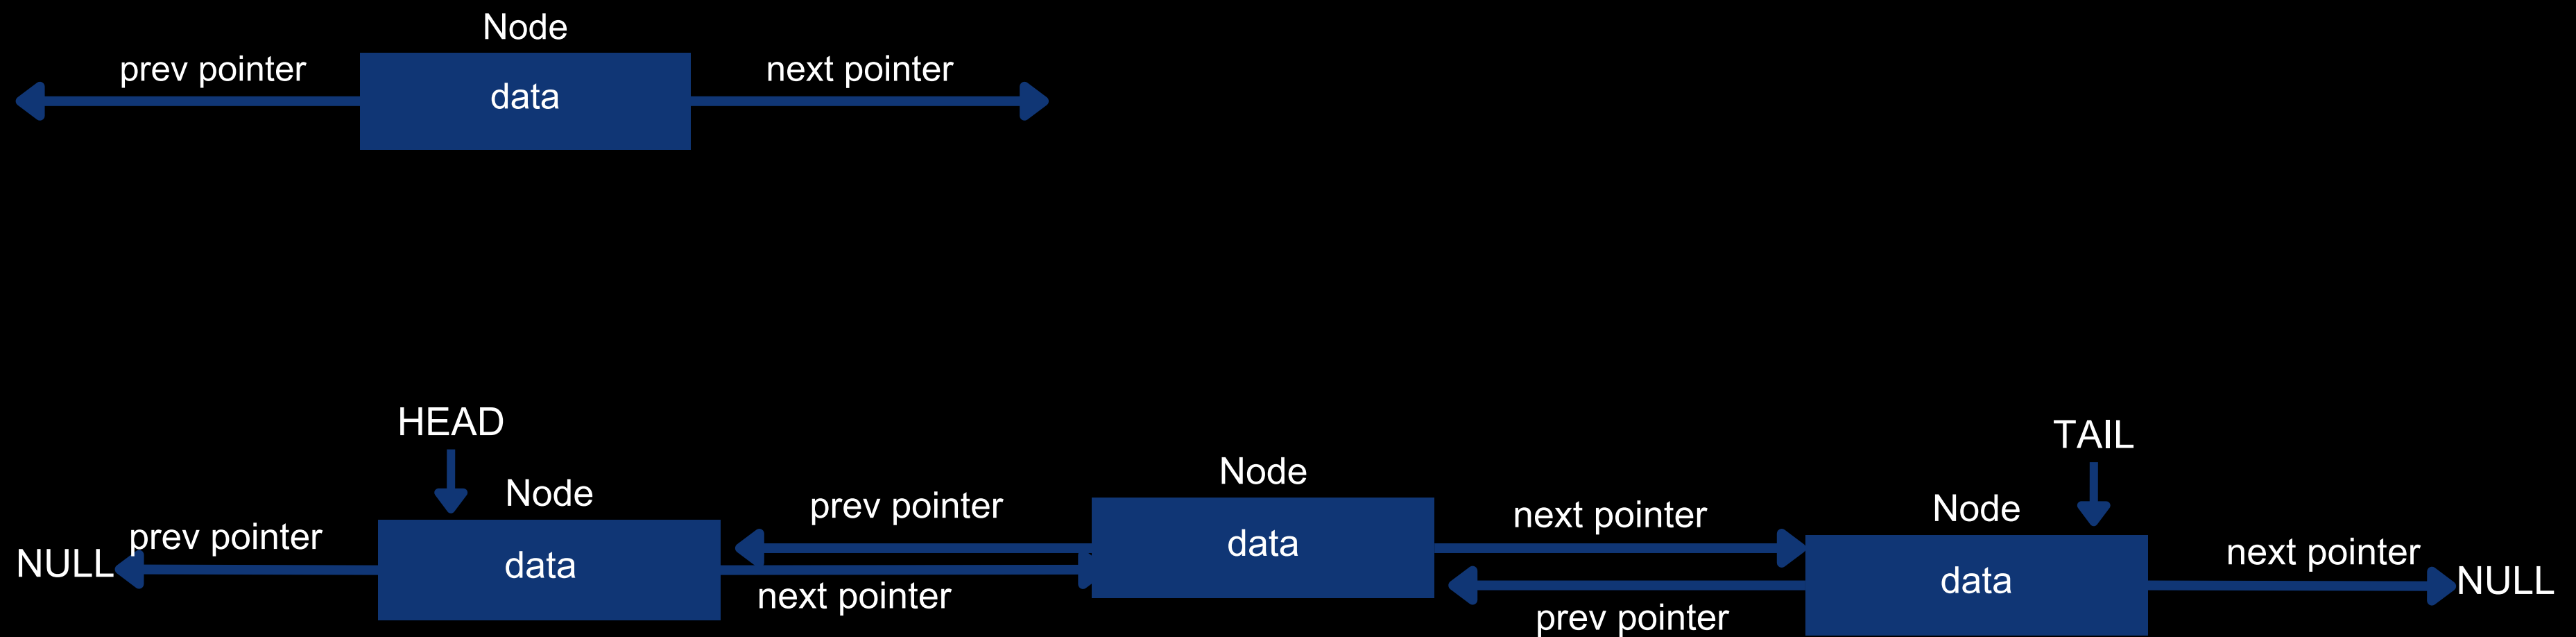 Node
prev pointer
data
next pointer
HEAD
TAIL
Node
Node
Node
NULL
prev pointer
data
prev pointer
next pointer
data
next pointer
prev pointer
data
next pointer
NULL